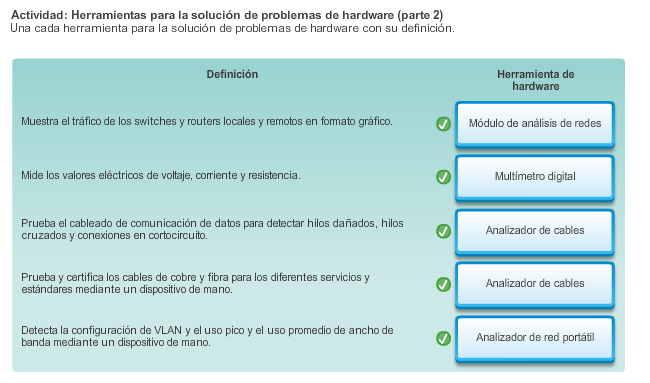 Actividad: Herramientas para la solución de problemas de hardware (parte 2)
Una cada herramienta para la solución de problemas de hardware con su definición.
Definición
Herramienta de
hardware
Muestra el tráfico de los switches y routers locales y remotos en formato gráfico.
Módulo de análisis de redes
Mide los valores eléctricos de voltaje, corriente y resistencia.
Multímetro digital
Prueba el cableado de comunicación de datos para detectar hilos dañados, hilos
cruzados y conexiones en cortocircuito.
Analizador de cables
Prueba y certifica los cables de cobre y fibra para los diferentes servicios y
estándares mediante un dispositivo de mano.
Analizador de cables
Detecta la configuración de VLAN y el uso pico y el uso promedio de ancho de
banda mediante un dispositivo de mano.
Analizador de red portátil